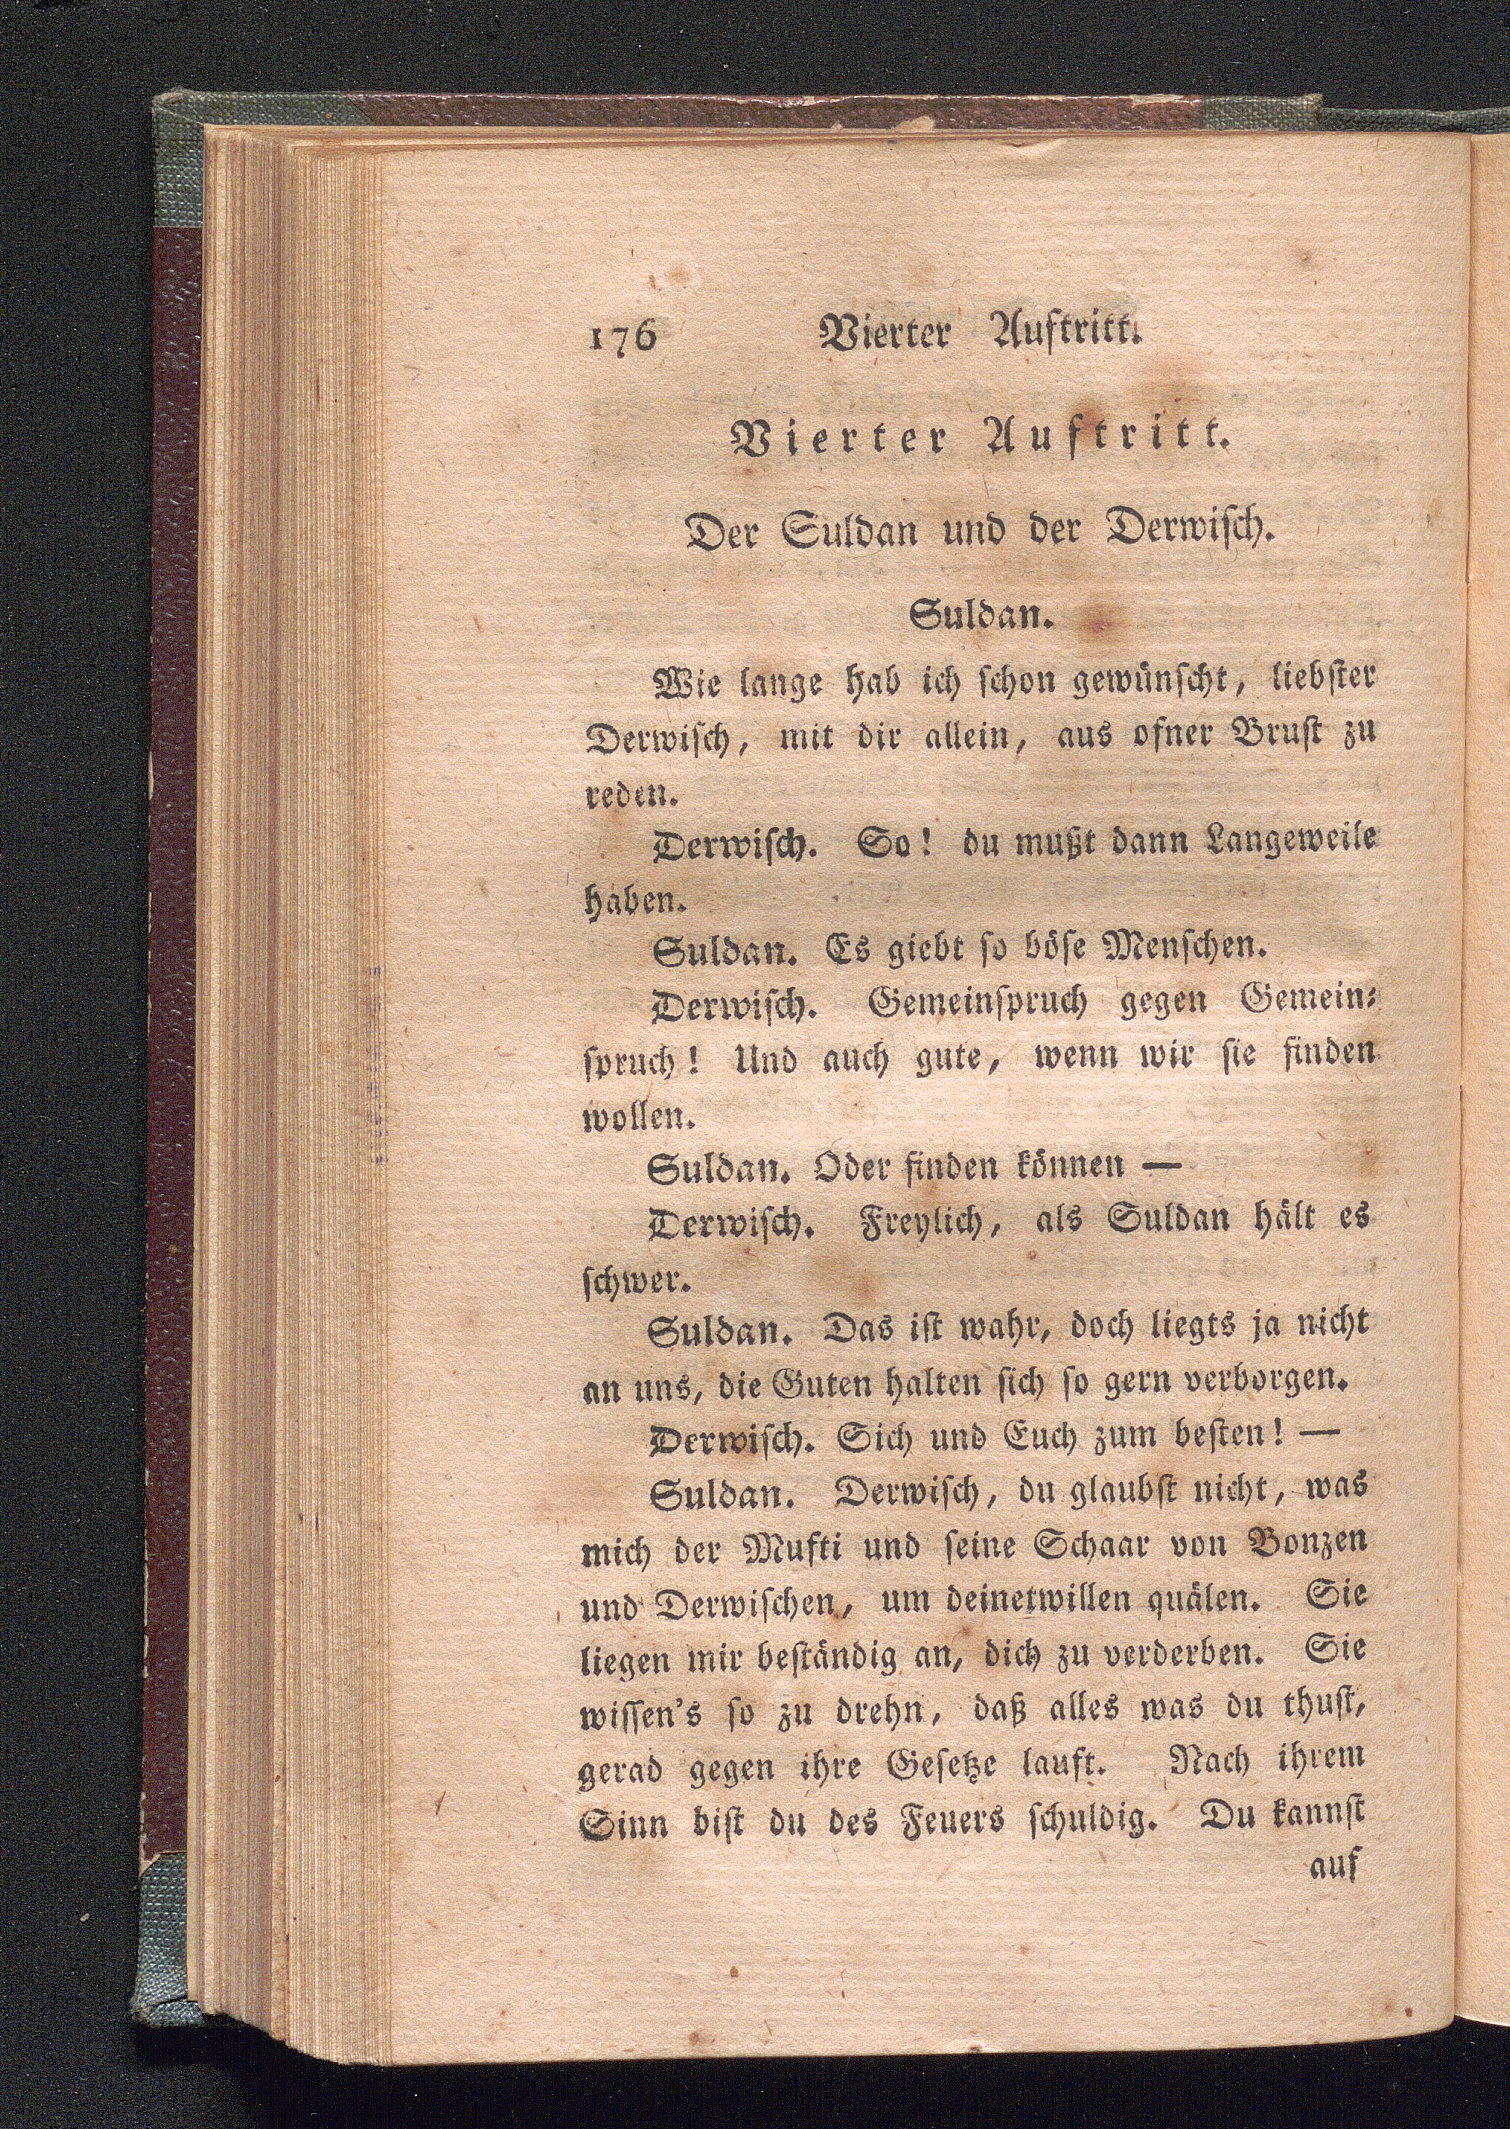 176 Vierter Auftritt.
Vierter Auftritt.
Der Suldan und der Derwiſch.
Suldan.
Wie lange hab ich ſchon gewünſcht, liebſter
Derwiſch, mit dir allein, aus ofner Bruſt zu
reden.
Derwiſch. So! du mußt dann Langeweile
haben.
Suldan. Es giebt ſo böſe Menſchen.
Derwiſch. Gemeinſpruch gegen Gemein⸗
ſpruch! Und auch gute, wenn wir ſie finden
wollen.
Suldan. Oder finden können —
Derwiſch. Freylich, als Suldan hält es
ſchwer.
Suldan. Das iſt wahr, doch liegts ja nicht
an uns, die Guten halten ſich ſo gern verborgen.
Derwiſch. Sich und Euch zum beſten! —
Suldan. Derwiſch, du glaubſt nicht, was
mich der Mufti und ſeine Schaar von Bonzen
und Derwiſchen, um deinetwillen quälen. Sie
liegen mir beſtändig an, dich zu verderben. Sie
wiſſen's ſo zu drehn, daß alles was du thuſt,
gerad gegen ihre Geſetze lauft. Nach ihrem
Sinn biſt du des Feuers ſchuldig. Du kannſt
auf